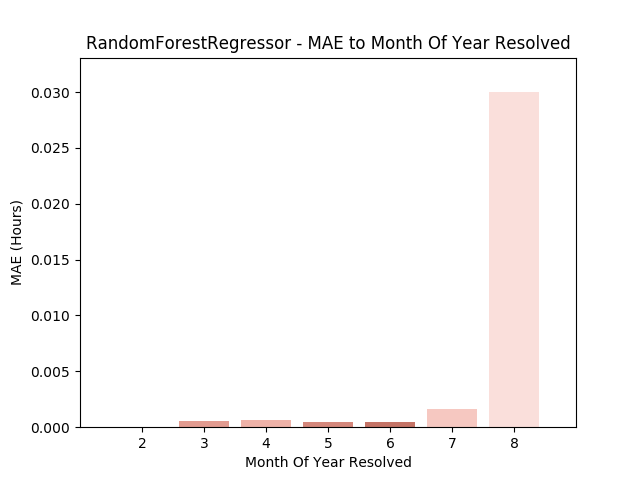 RandomForestRegressor - MAE to Month Of Year Resolved
0.030
0.025
0.020
0.015
0.010
0.005
0.000
MAE (Hours)
2 3 4 5 6 7 8
Month Of Year Resolved